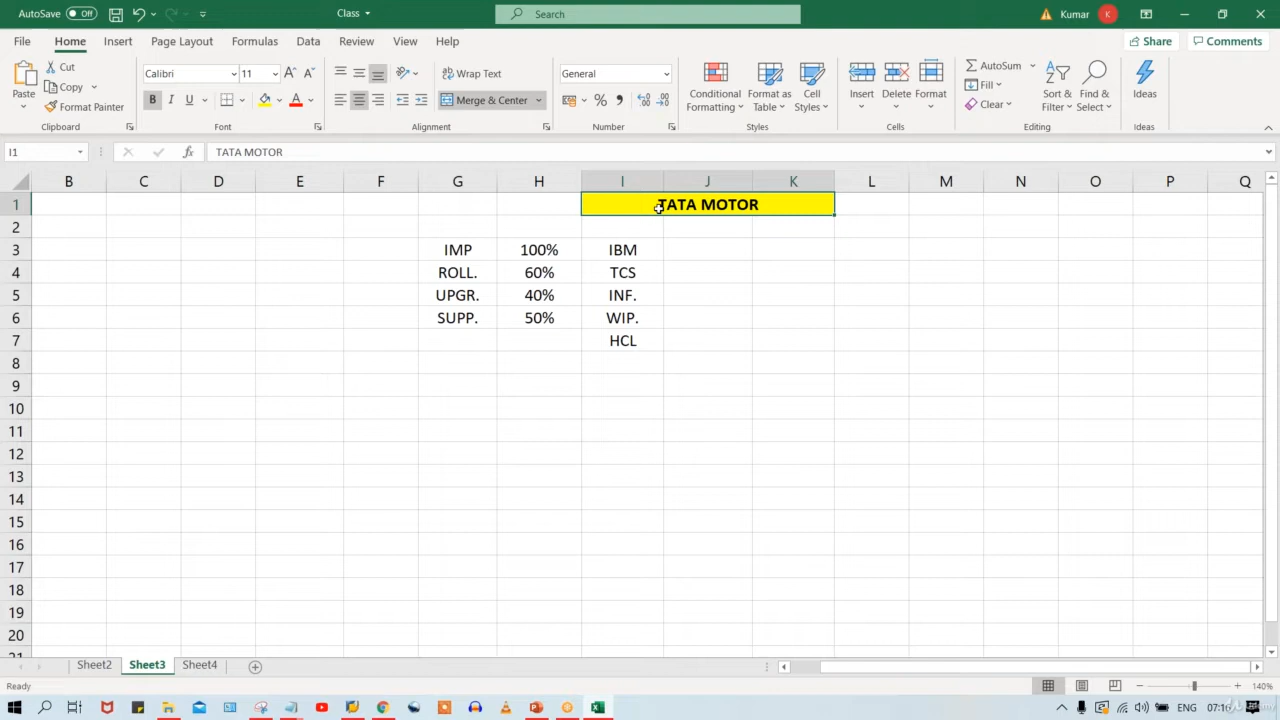 AutoSave Off Class Search Kumar K
File Home Insert Page Layout Formulas Data Review View Help Share Comments
Paste Cut Copy Format Painter Clipboard
Calibri 11 B I U A Font
Wrap Text Merge & Center Alignment
General % Number
Conditional Formatting Format as Table Cell Styles Styles
Insert Delete Format Cells
AutoSum Fill Clear Sort & Filter Find & Select Editing
Ideas Ideas
I1 fx TATA MOTOR
B C D E F G H I J K L M N O P Q
1 TATA MOTOR
2
3 IMP 100% IBM
4 ROLL. 60% TCS
5 UPGR. 40% INF.
6 SUPP. 50% WIP.
7 HCL
8
9
10
11
12
13
14
15
16
17
18
19
20
21
Sheet2 Sheet3 Sheet4
Ready 140%
ENG 07:16